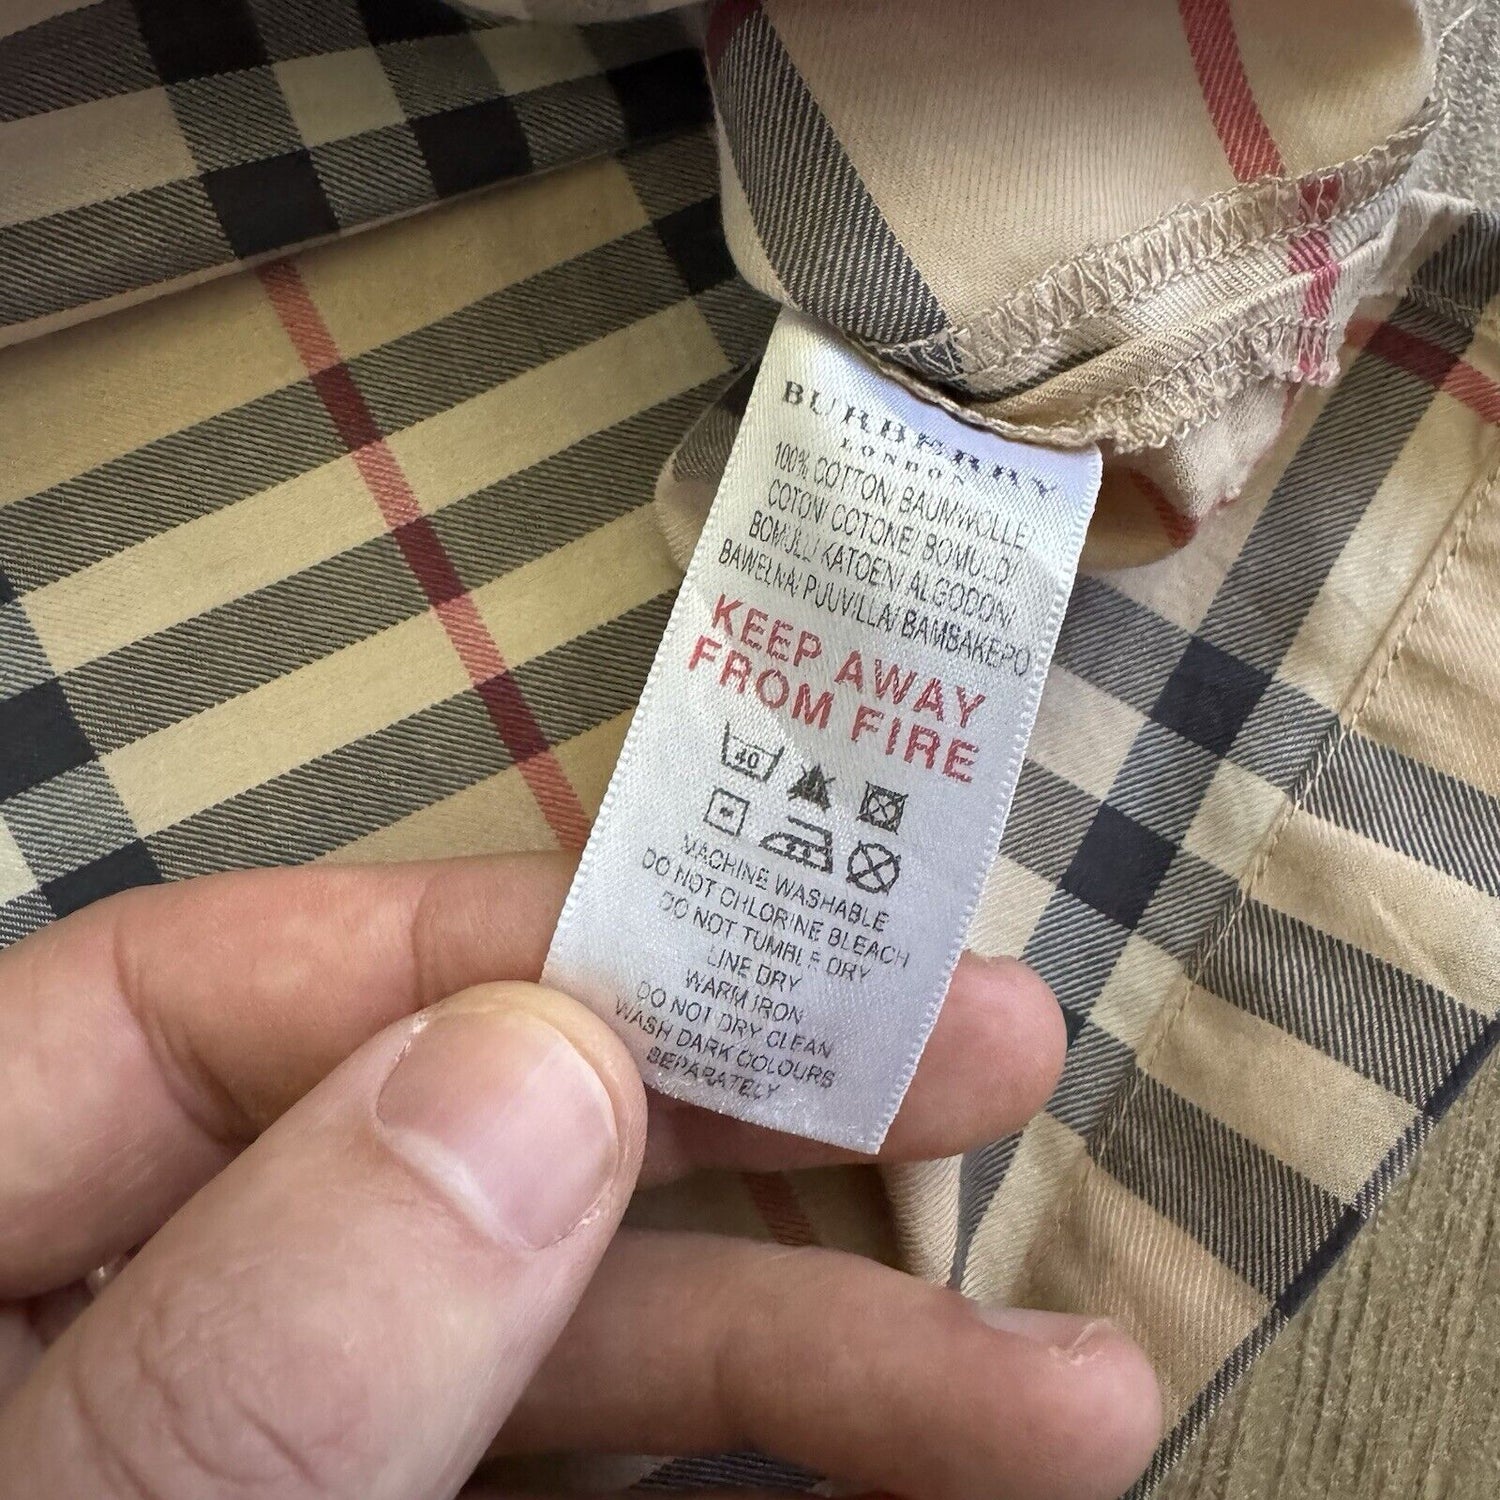 BURBERRY
LONDON
100% COTTON/ BAUMWOLLE/
COTON/ COTONE/ BOMULD/
BOMULL/ KATOEN/ ALGODON/
BAWELNA/ PUUVILLA/ BAMBAKEPO
KEEP AWAY
FROM FIRE
40
MACHINE WASHABLE
DO NOT CHLORINE BLEACH
DO NOT TUMBLE DRY
LINE DRY
WARM IRON
DO NOT DRY CLEAN
WASH DARK COLOURS
SEPARATELY